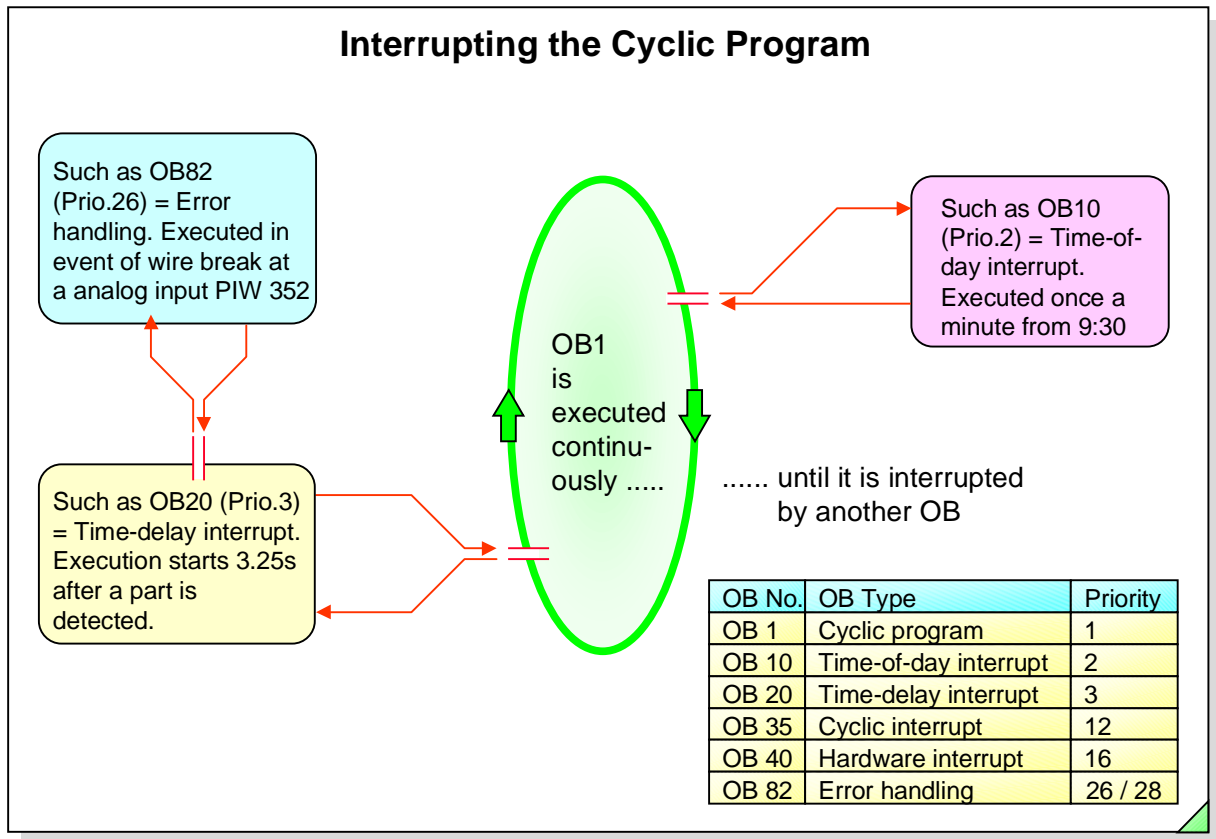 Interrupting the Cyclic Program
Such as OB82
(Prio.26) = Error
handling. Executed in
event of wire break at
a analog input PIW 352
Such as OB10
(Prio.2) = Time-of-
day interrupt.
Executed once a
minute from 9:30
OB1
is
executed
continu-
ously .....
...... until it is interrupted
by another OB
Such as OB20 (Prio.3)
= Time-delay interrupt.
Execution starts 3.25s
after a part is
detected.
OB No. OB Type Priority
OB 1 Cyclic program 1
OB 10 Time-of-day interrupt 2
OB 20 Time-delay interrupt 3
OB 35 Cyclic interrupt 12
OB 40 Hardware interrupt 16
OB 82 Error handling 26 / 28